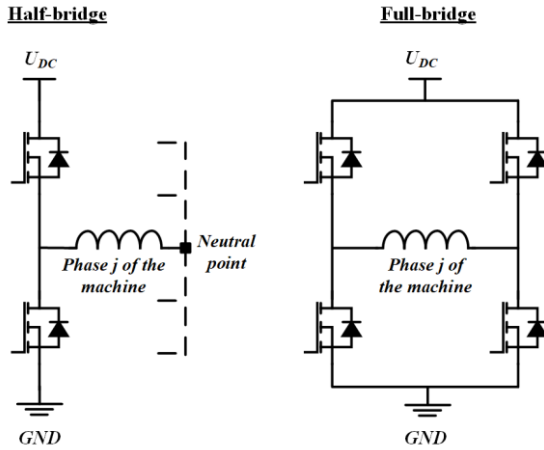 Half-bridge
U_DC
Phase j of the
machine
Neutral
point
GND
Full-bridge
U_DC
Phase j of
the machine
GND